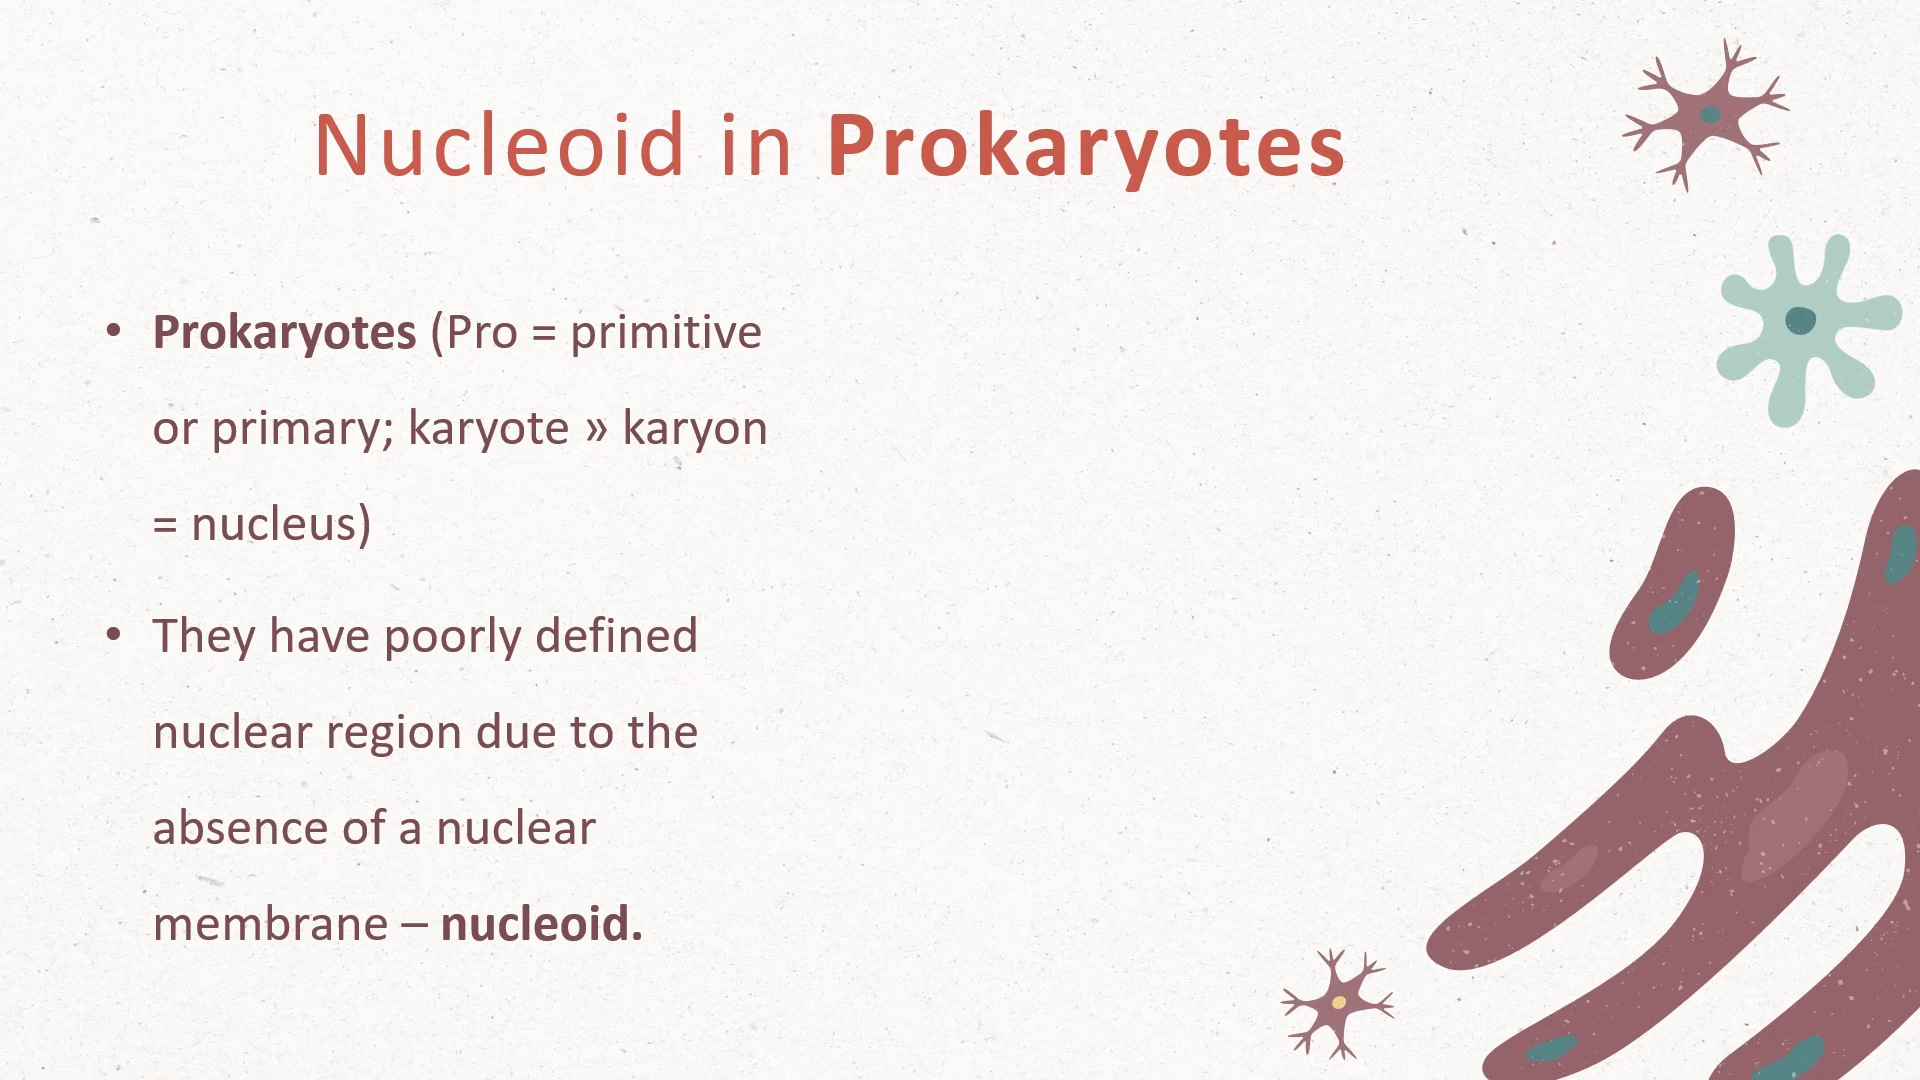 Nucleoid in Prokaryotes
• Prokaryotes (Pro = primitive
or primary; karyote » karyon
= nucleus)
• They have poorly defined
nuclear region due to the
absence of a nuclear
membrane – nucleoid.